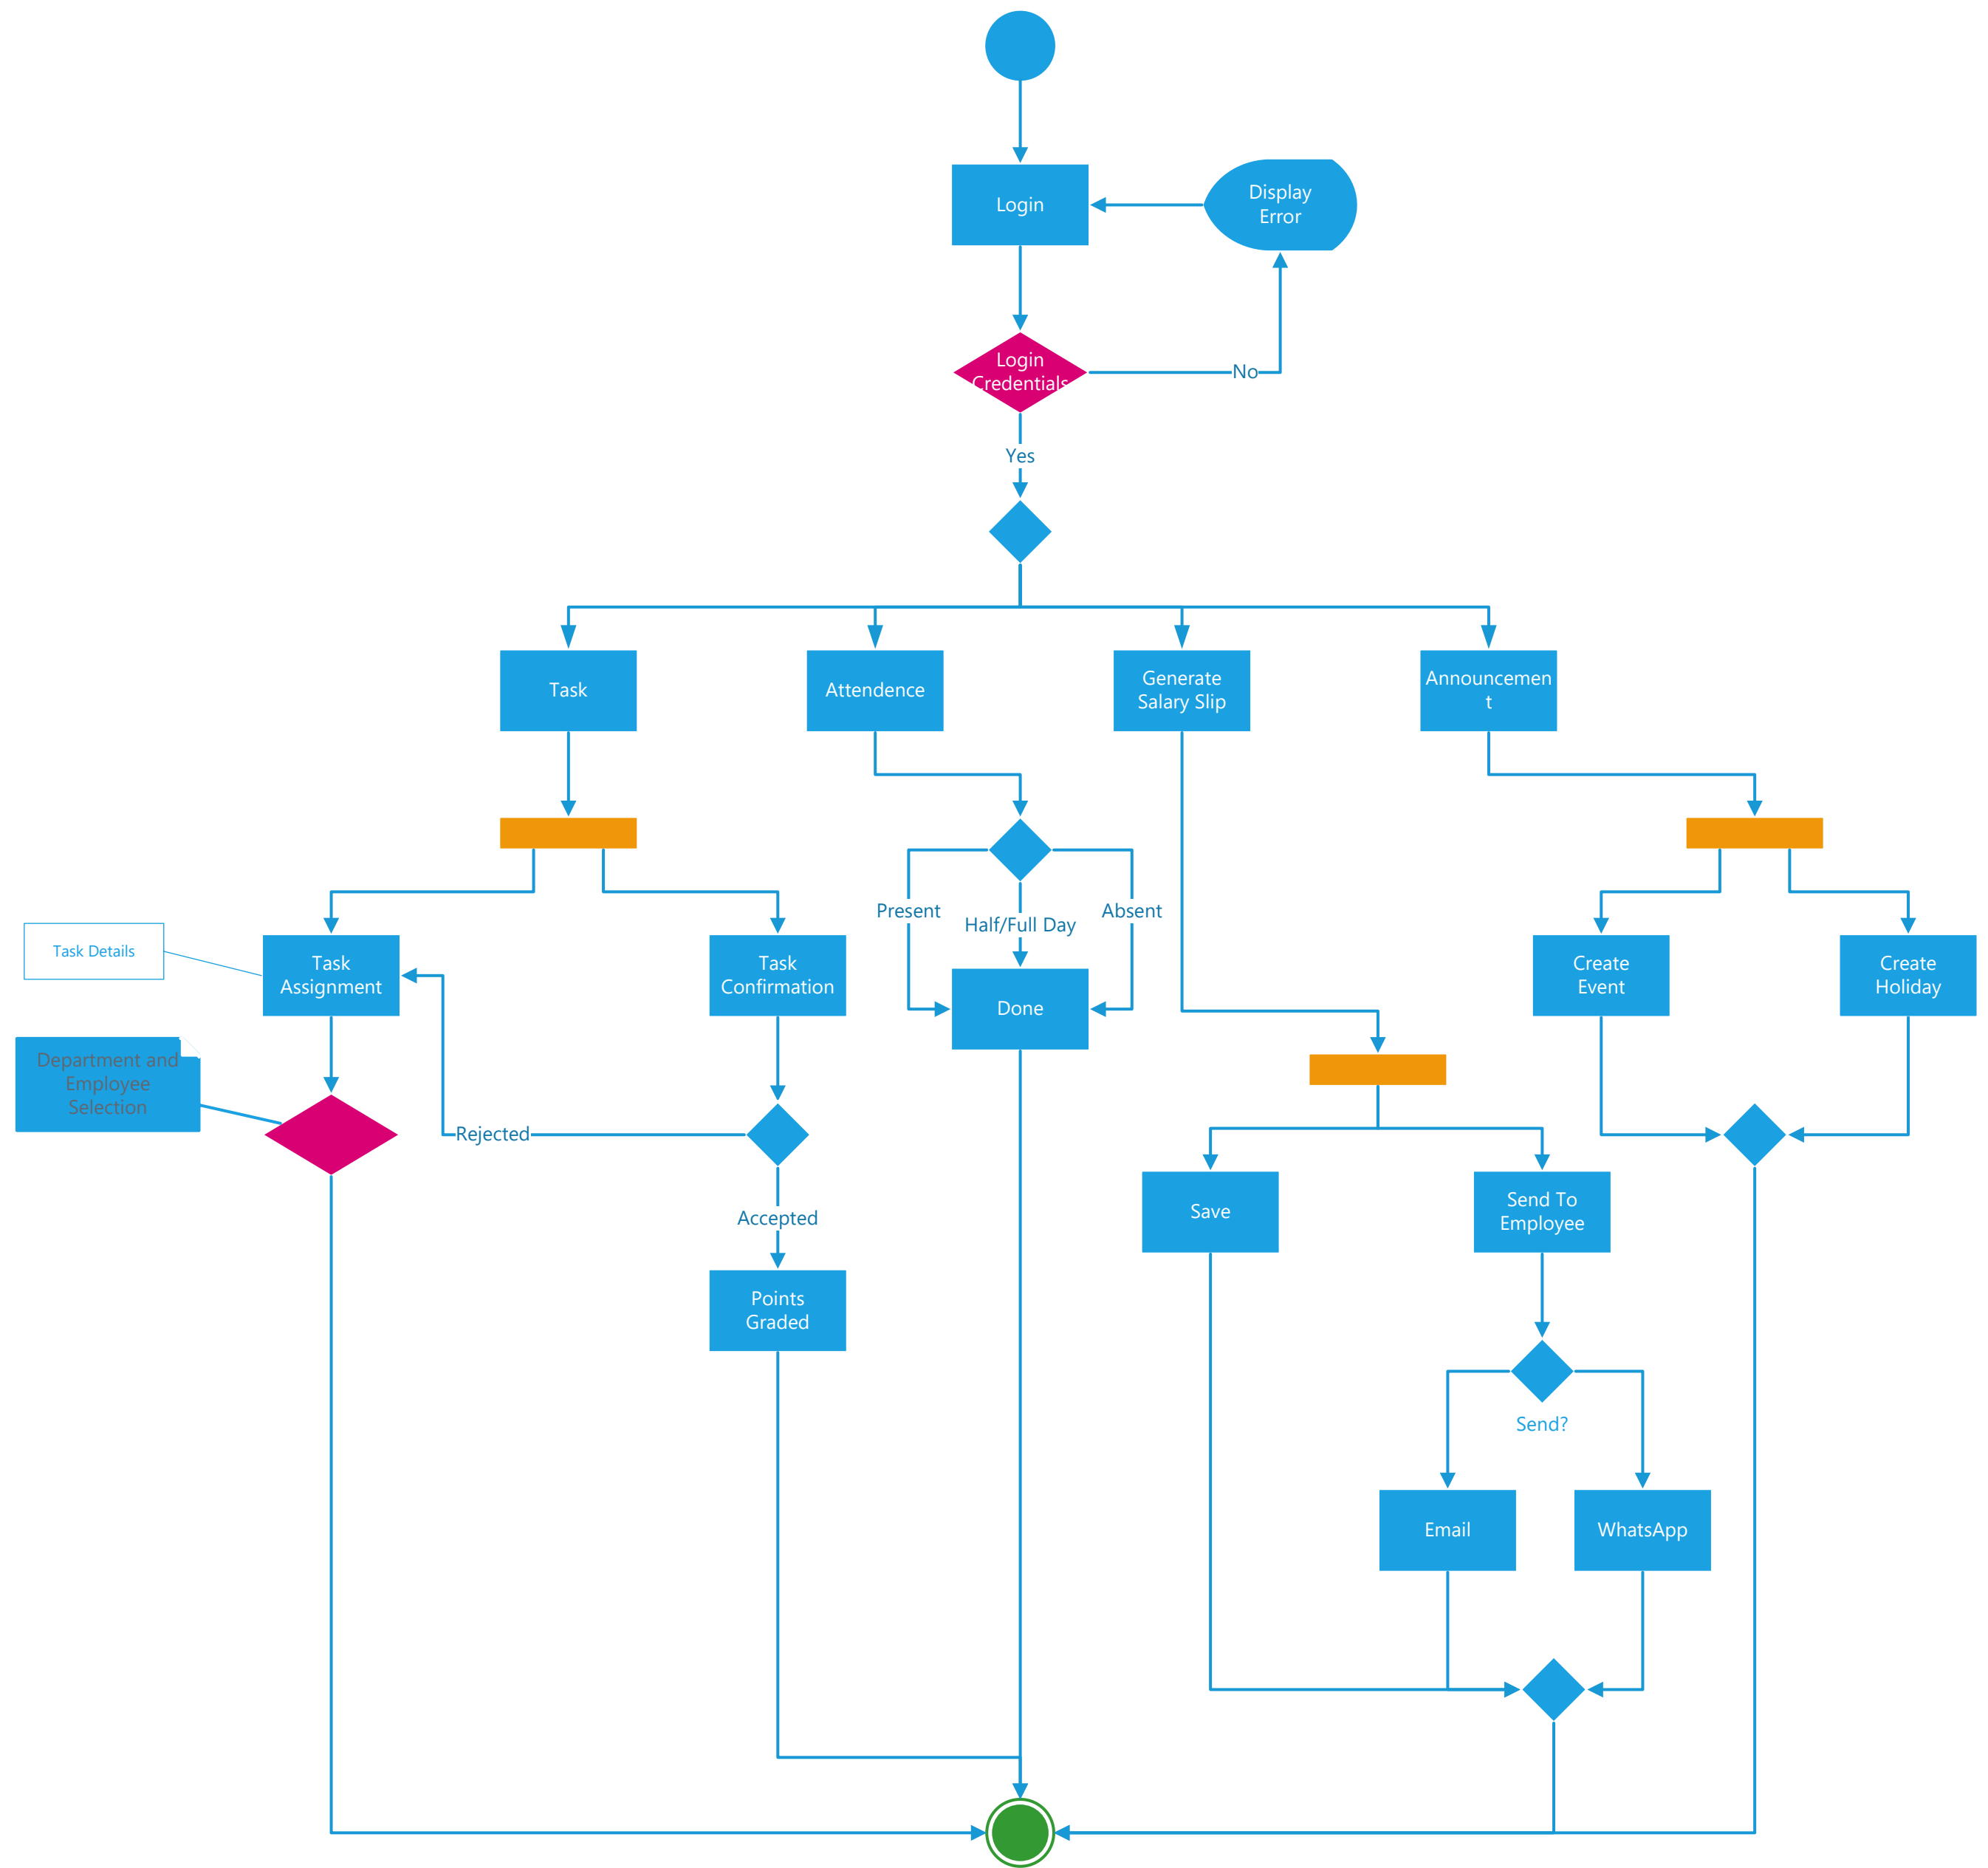 Login
Display
Error
Login
Credentials
No
Yes
Task
Attendence
Generate
Salary Slip
Announcemen
t
Present
Half/Full Day
Absent
Task Details
Task
Assignment
Task
Confirmation
Done
Create
Event
Create
Holiday
Department and
Employee
Selection
Rejected
Accepted
Save
Send To
Employee
Points
Graded
Send?
Email
WhatsApp